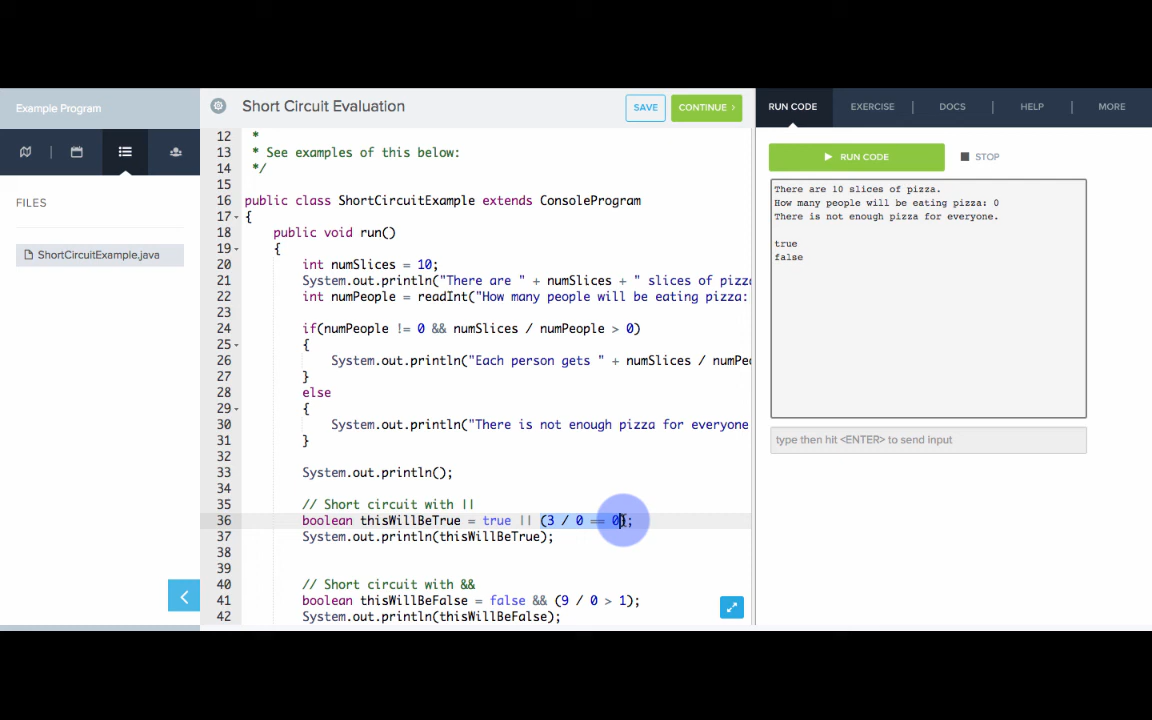 Example Program
Short Circuit Evaluation
SAVE
CONTINUE ›
RUN CODE
EXERCISE
DOCS
HELP
MORE
FILES
ShortCircuitExample.java
12 *
13 * See examples of this below:
14 */
15
16 public class ShortCircuitExample extends ConsoleProgram
17 {
18 public void run()
19 {
20 int numSlices = 10;
21 System.out.println("There are " + numSlices + " slices of pizza
22 int numPeople = readInt("How many people will be eating pizza:
23
24 if(numPeople != 0 && numSlices / numPeople > 0)
25 {
26 System.out.println("Each person gets " + numSlices / numPe
27 }
28 else
29 {
30 System.out.println("There is not enough pizza for everyone
31 }
32
33 System.out.println();
34
35 // Short circuit with ||
36 boolean thisWillBeTrue = true || (3 / 0 == 0);
37 System.out.println(thisWillBeTrue);
38
39
40 // Short circuit with &&
41 boolean thisWillBeFalse = false && (9 / 0 > 1);
42 System.out.println(thisWillBeFalse);
RUN CODE
STOP
There are 10 slices of pizza.
How many people will be eating pizza: 0
There is not enough pizza for everyone.
true
false
type then hit <ENTER> to send input